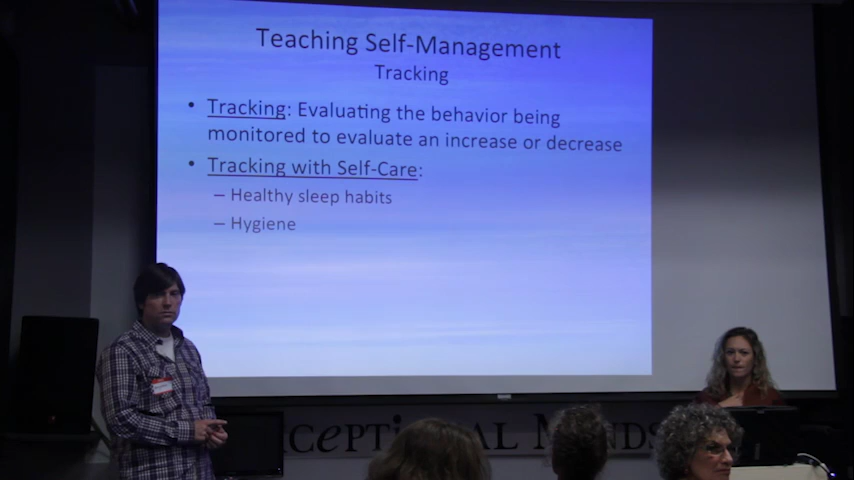 Teaching Self-Management
Tracking
• Tracking: Evaluating the behavior being
monitored to evaluate an increase or decrease
• Tracking with Self-Care:
– Healthy sleep habits
– Hygiene